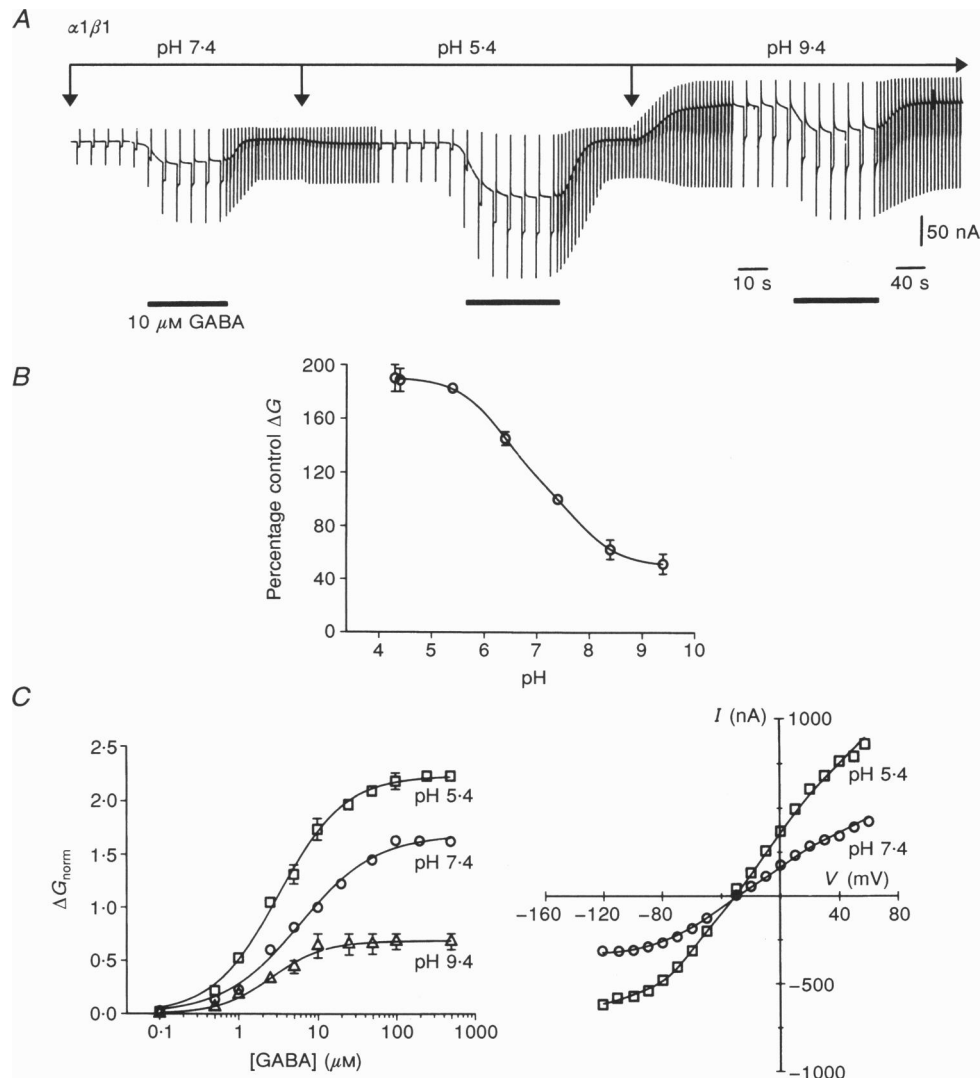 A
α1β1
pH 7·4
pH 5·4
pH 9·4
50 nA
10 s
40 s
10 μM GABA
B
200
160
120
80
40
0
Percentage control ΔG
4 5 6 7 8 9 10
pH
C
2·5
2·0
1·5
1·0
0·5
0·0
ΔGnorm
pH 5·4
pH 7·4
pH 9·4
0·1 1 10 100 1000
[GABA] (μM)
I (nA)
1000
pH 5·4
pH 7·4
V (mV)
−160 −120 −80 40 80
−500
−1000